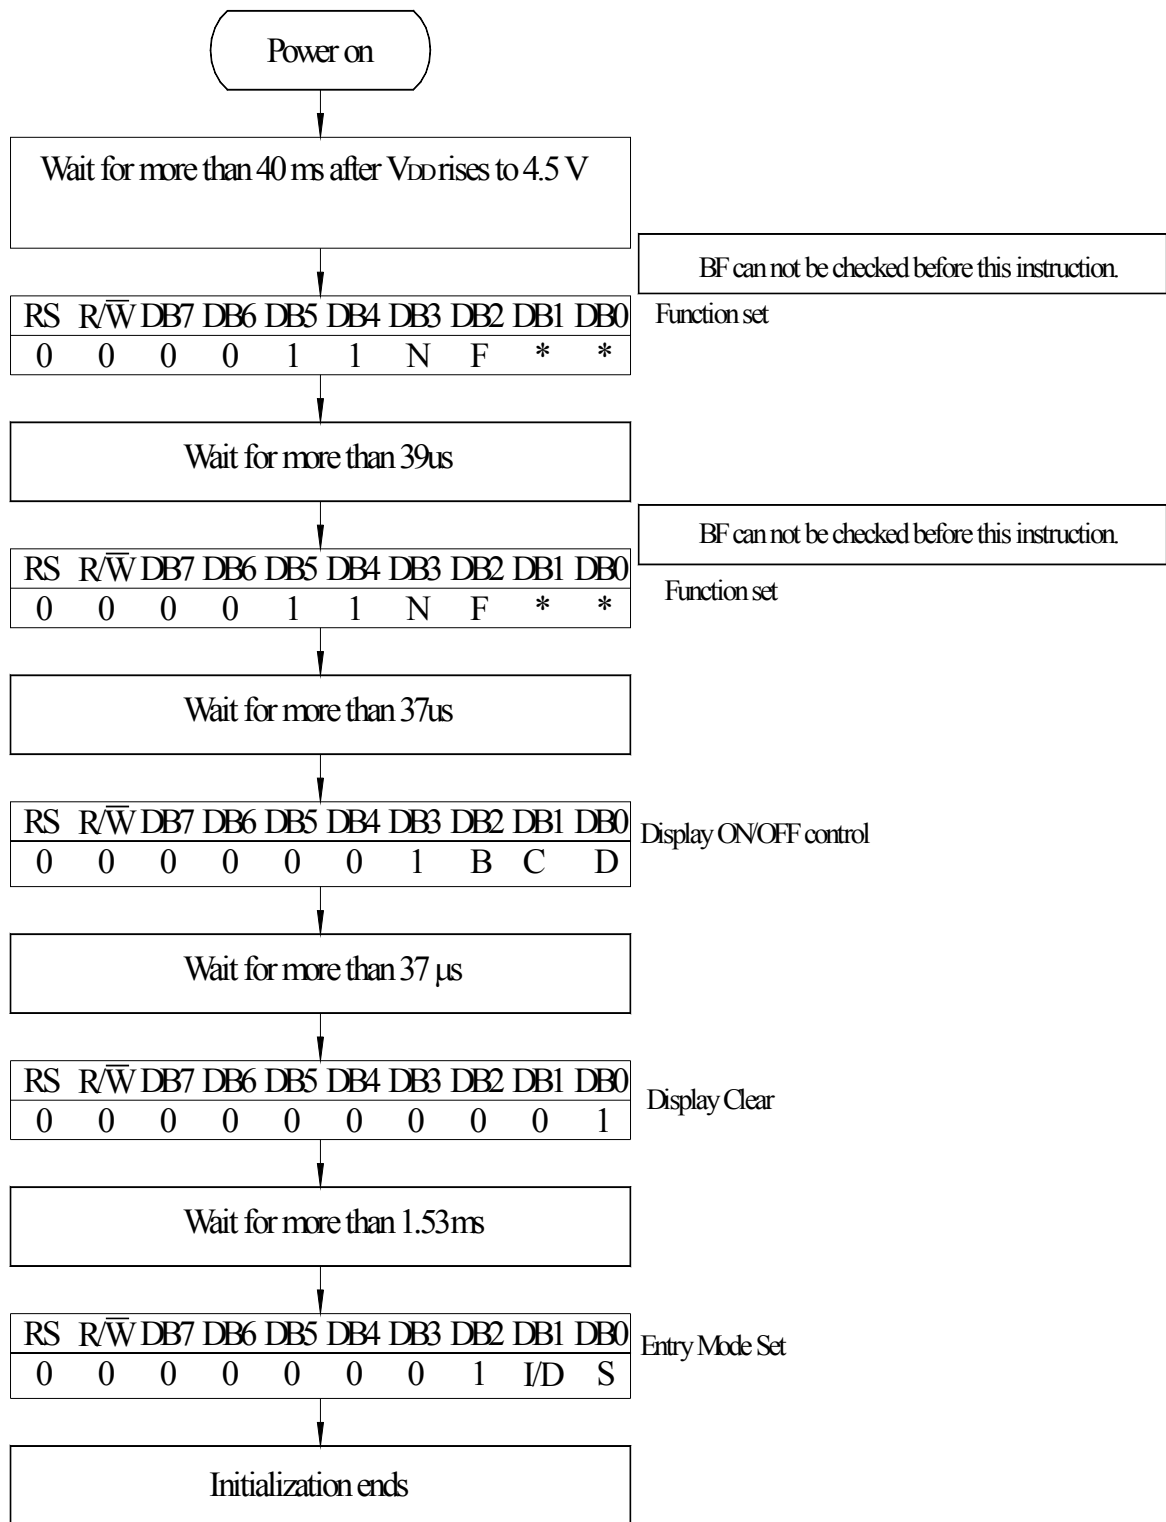 Power on
Wait for more than 40 ms after VDD rises to 4.5 V
BF can not be checked before this instruction.
RS R/W̅ DB7 DB6 DB5 DB4 DB3 DB2 DB1 DB0
Function set
0 0 0 0 1 1 N F * *
Wait for more than 39us
BF can not be checked before this instruction.
RS R/W̅ DB7 DB6 DB5 DB4 DB3 DB2 DB1 DB0
Function set
0 0 0 0 1 1 N F * *
Wait for more than 37us
RS R/W̅ DB7 DB6 DB5 DB4 DB3 DB2 DB1 DB0
Display ON/OFF control
0 0 0 0 0 0 1 B C D
Wait for more than 37 μs
RS R/W̅ DB7 DB6 DB5 DB4 DB3 DB2 DB1 DB0
Display Clear
0 0 0 0 0 0 0 0 0 1
Wait for more than 1.53ms
RS R/W̅ DB7 DB6 DB5 DB4 DB3 DB2 DB1 DB0
Entry Mode Set
0 0 0 0 0 0 0 1 I/D S
Initialization ends